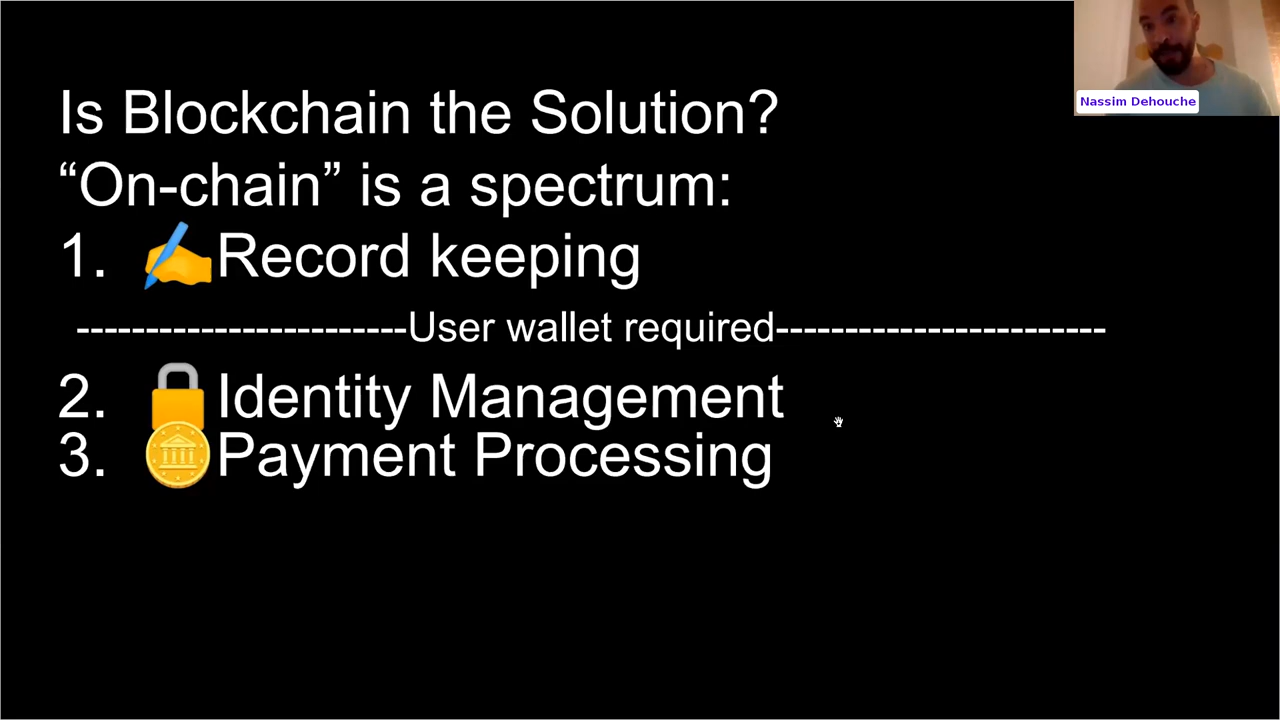 Is Blockchain the Solution?
“On-chain” is a spectrum:
1. ✍️Record keeping
------------------------User wallet required------------------------
2. 🔒Identity Management
3. 🪙Payment Processing
Nassim Dehouche